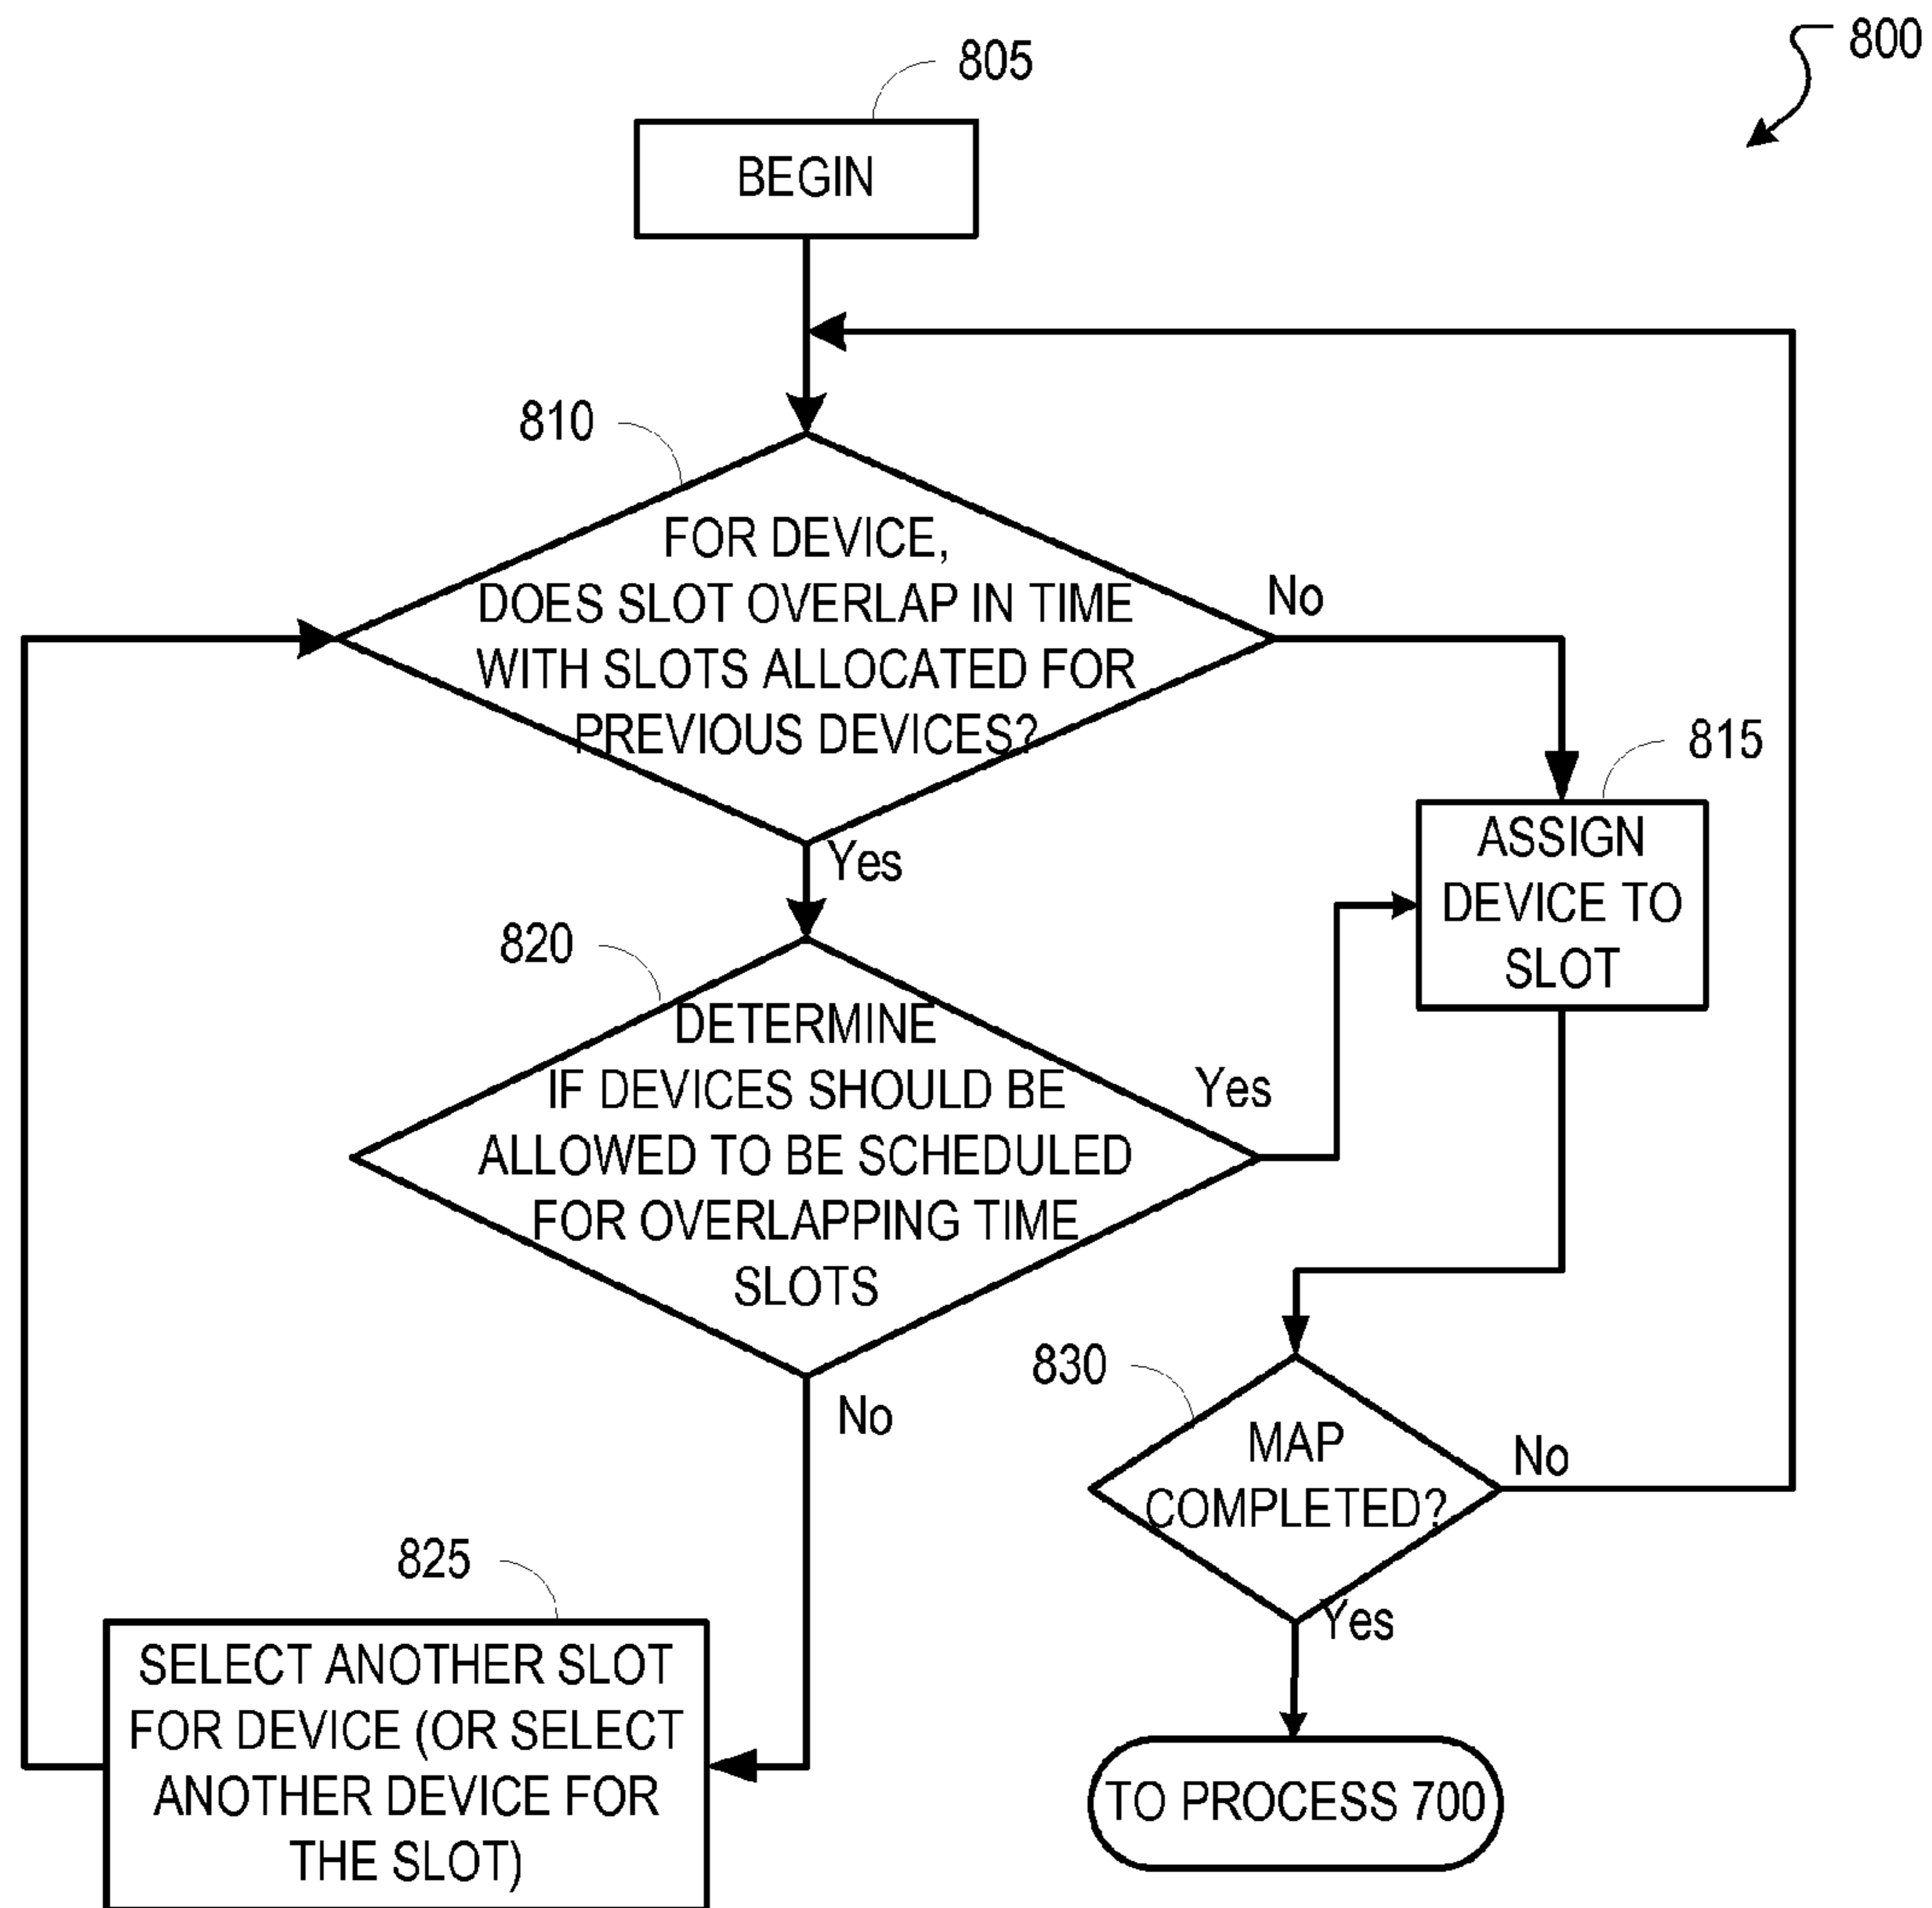 800
805
BEGIN
810
FOR DEVICE,
DOES SLOT OVERLAP IN TIME
WITH SLOTS ALLOCATED FOR
PREVIOUS DEVICES?
No
Yes
815
ASSIGN
DEVICE TO
SLOT
820
DETERMINE
IF DEVICES SHOULD BE
ALLOWED TO BE SCHEDULED
FOR OVERLAPPING TIME
SLOTS
Yes
No
830
MAP
COMPLETED?
No
Yes
825
SELECT ANOTHER SLOT
FOR DEVICE (OR SELECT
ANOTHER DEVICE FOR
THE SLOT)
TO PROCESS 700